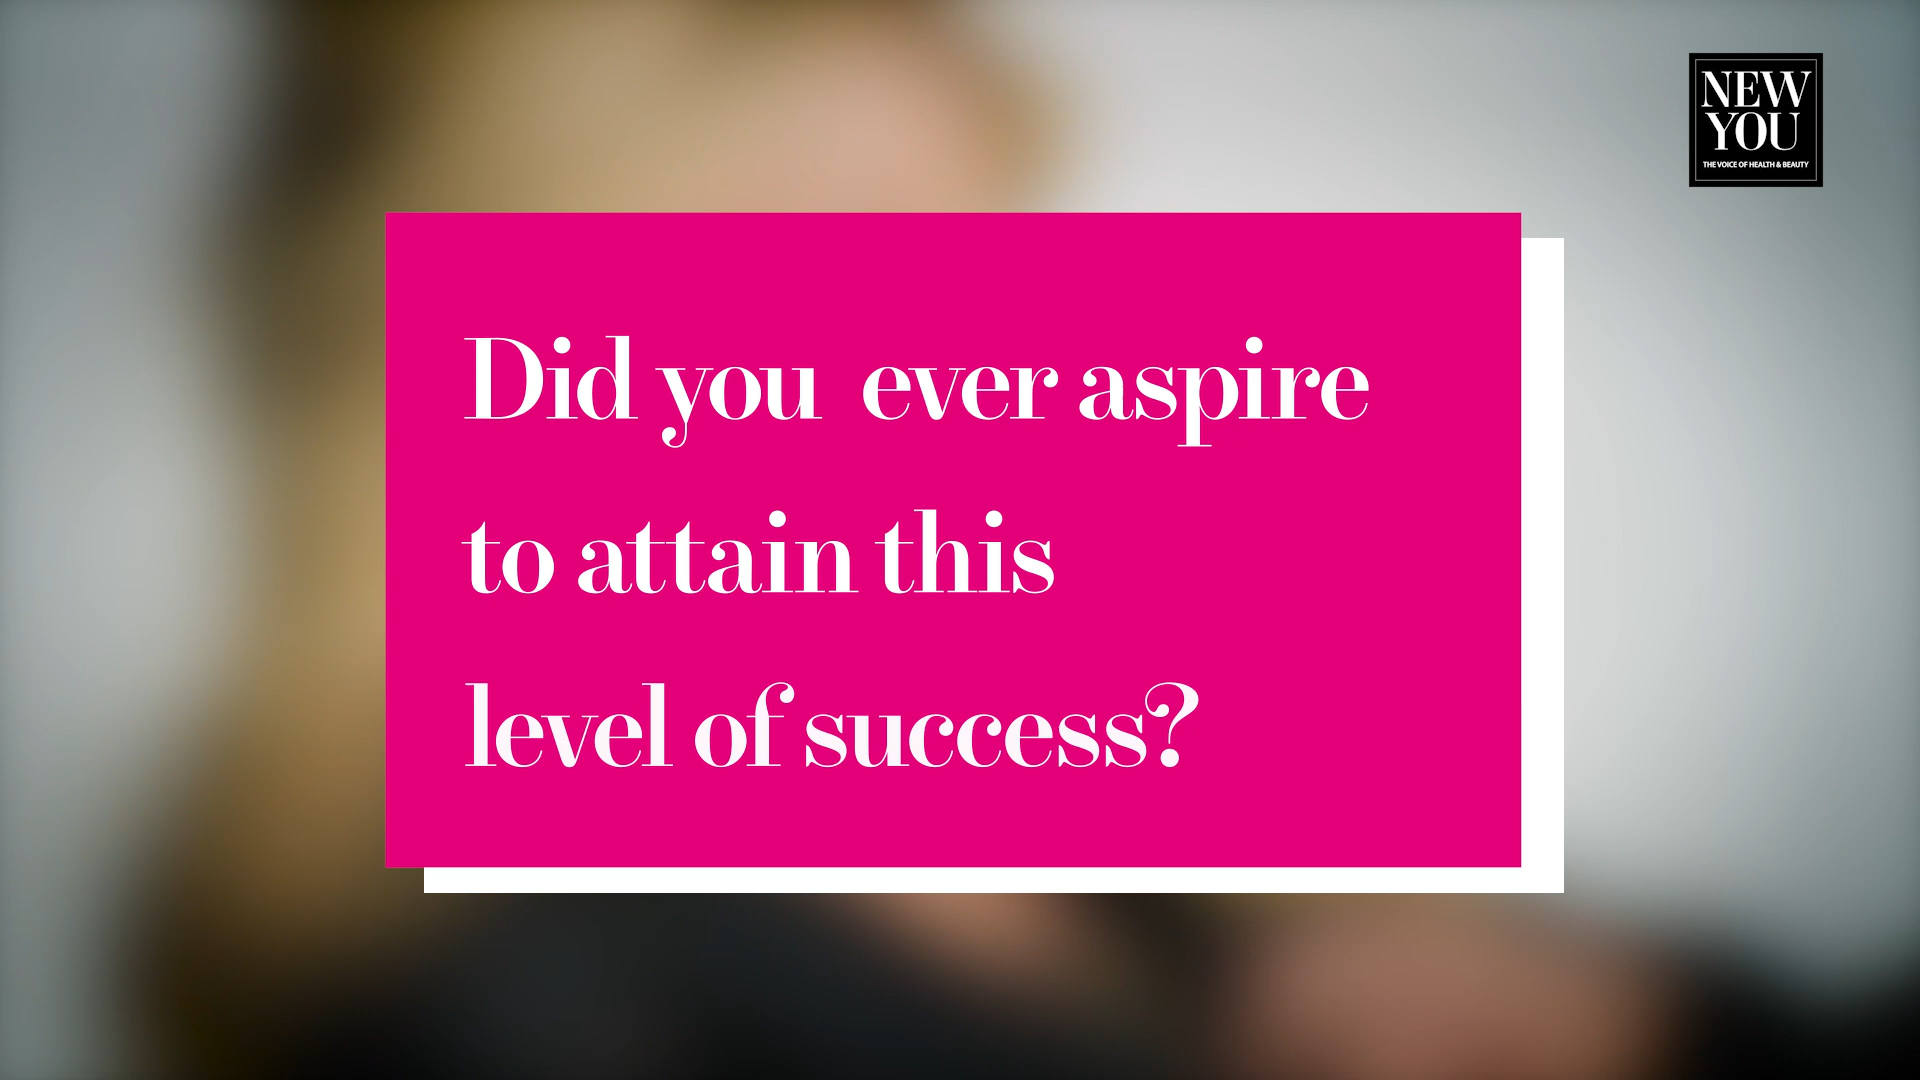 NEW
YOU
THE VOICE OF HEALTH & BEAUTY
Did you  ever aspire
to attain this
level of success?